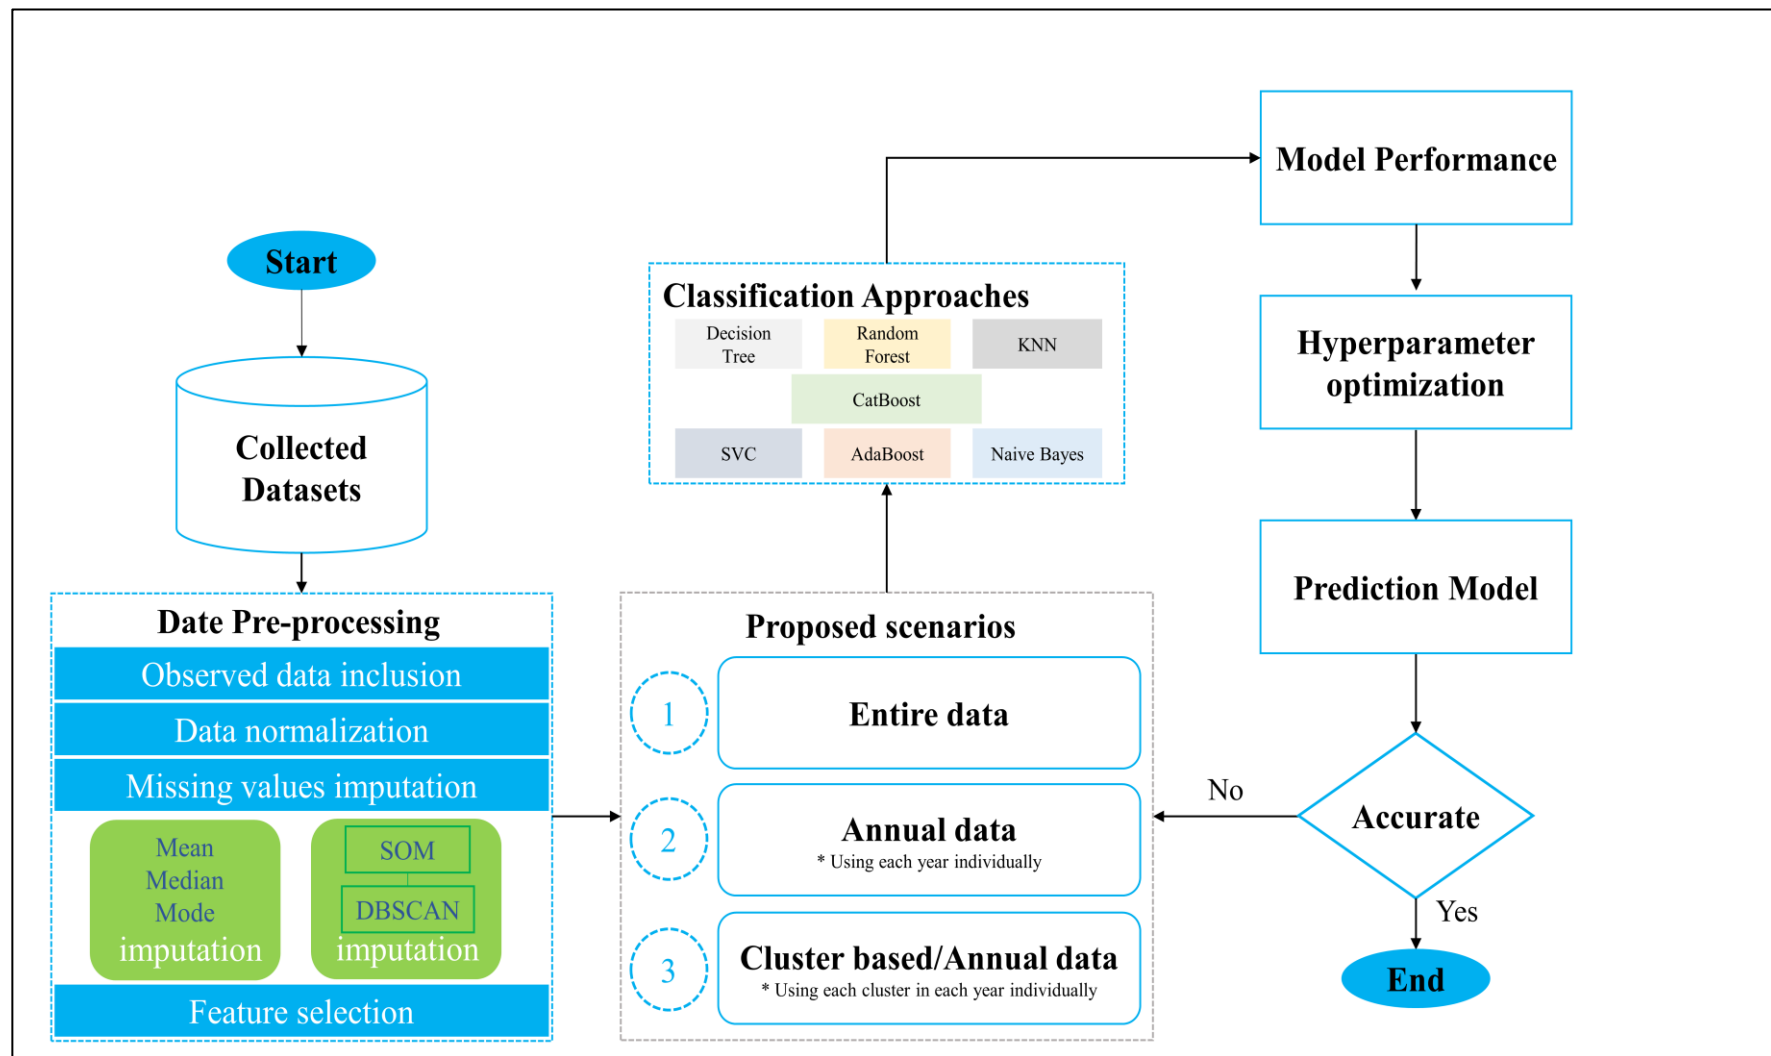 Start
Collected
Datasets
Date Pre-processing
Observed data inclusion
Data normalization
Missing values imputation
Mean
Median
Mode
imputation
SOM
DBSCAN
imputation
Feature selection
Proposed scenarios
1
Entire data
2
Annual data
* Using each year individually
3
Cluster based/Annual data
* Using each cluster in each year individually
Classification Approaches
Decision
Tree
Random
Forest
KNN
CatBoost
SVC
AdaBoost
Naive Bayes
Model Performance
Hyperparameter
optimization
Prediction Model
Accurate
No
Yes
End